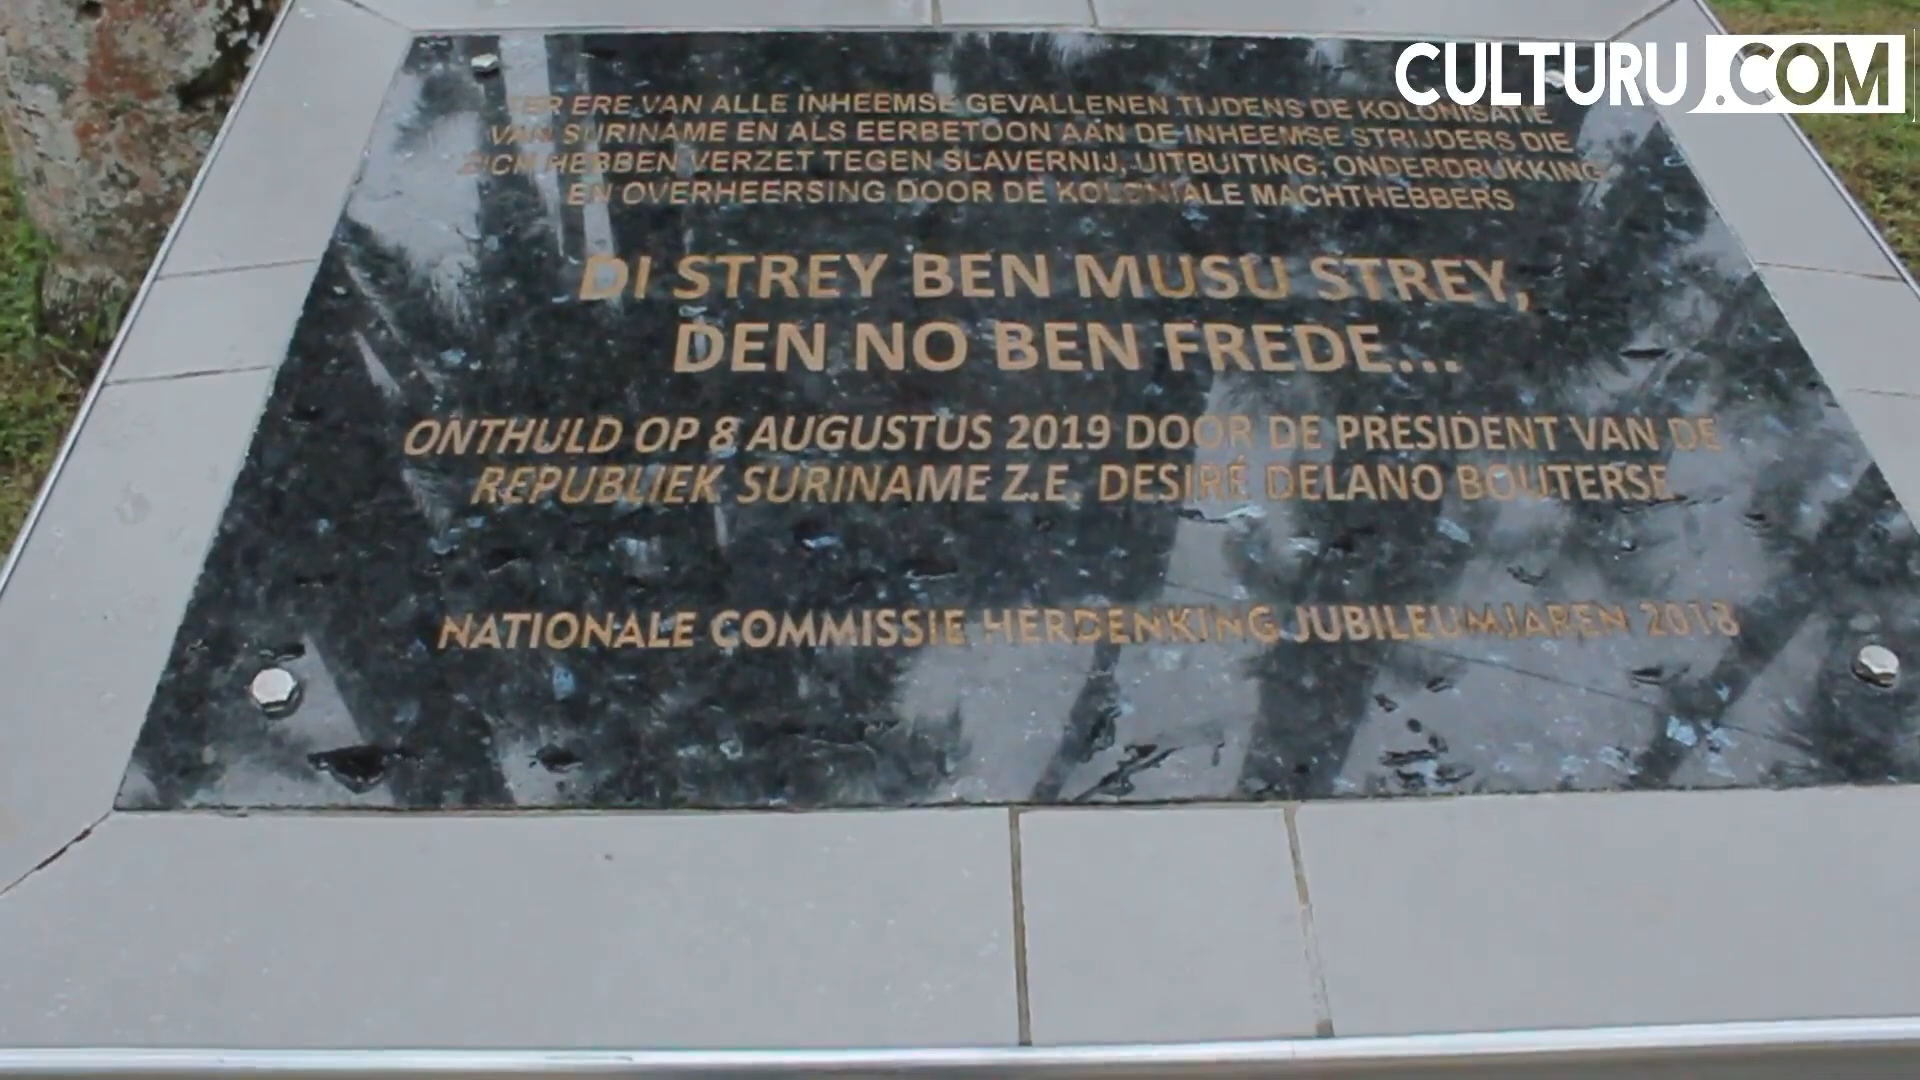 CULTURU.COM
TER ERE VAN ALLE INHEEMSE GEVALLENEN TIJDENS DE KOLONISATIE
VAN SURINAME EN ALS EERBETOON AAN DE INHEEMSE STRIJDERS DIE
ZICH HEBBEN VERZET TEGEN SLAVERNIJ, UITBUITING, ONDERDRUKKING
EN OVERHEERSING DOOR DE KOLONIALE MACHTHEBBERS
DI STREY BEN MUSU STREY,
DEN NO BEN FREDE...
ONTHULD OP 8 AUGUSTUS 2019 DOOR DE PRESIDENT VAN DE
REPUBLIEK SURINAME Z.E. DESIRÉ DELANO BOUTERSE
NATIONALE COMMISSIE HERDENKING JUBILEUMJAREN 2018